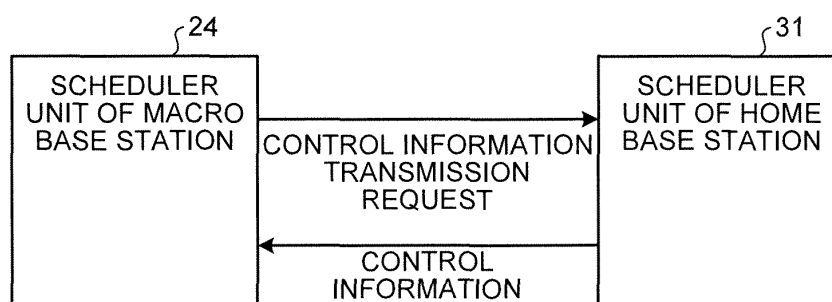 24
31
SCHEDULER
UNIT OF MACRO
BASE STATION
SCHEDULER
UNIT OF HOME
BASE STATION
CONTROL INFORMATION
TRANSMISSION
REQUEST
CONTROL
INFORMATION